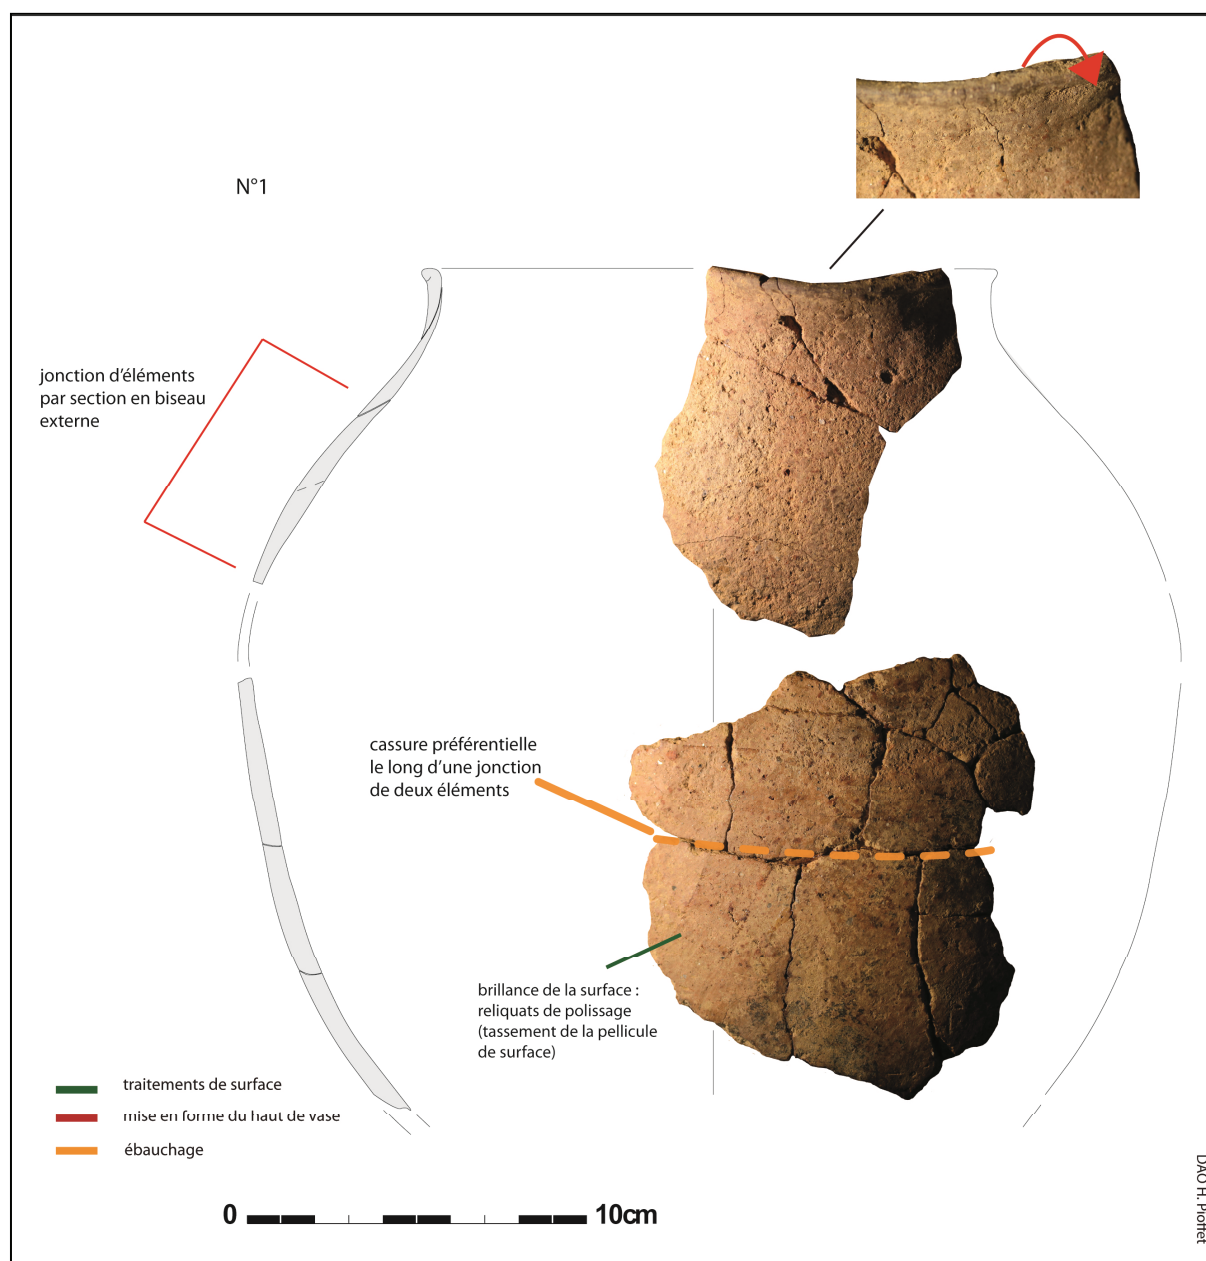 N°1
jonction d'éléments
par section en biseau
externe
cassure préférentielle
le long d'une jonction
de deux éléments
brillance de la surface :
reliquats de polissage
(tassement de la pellicule
de surface)
traitements de surface
mise en forme du haut de vase
ébauchage
0 10cm
DAO H. Pioffet